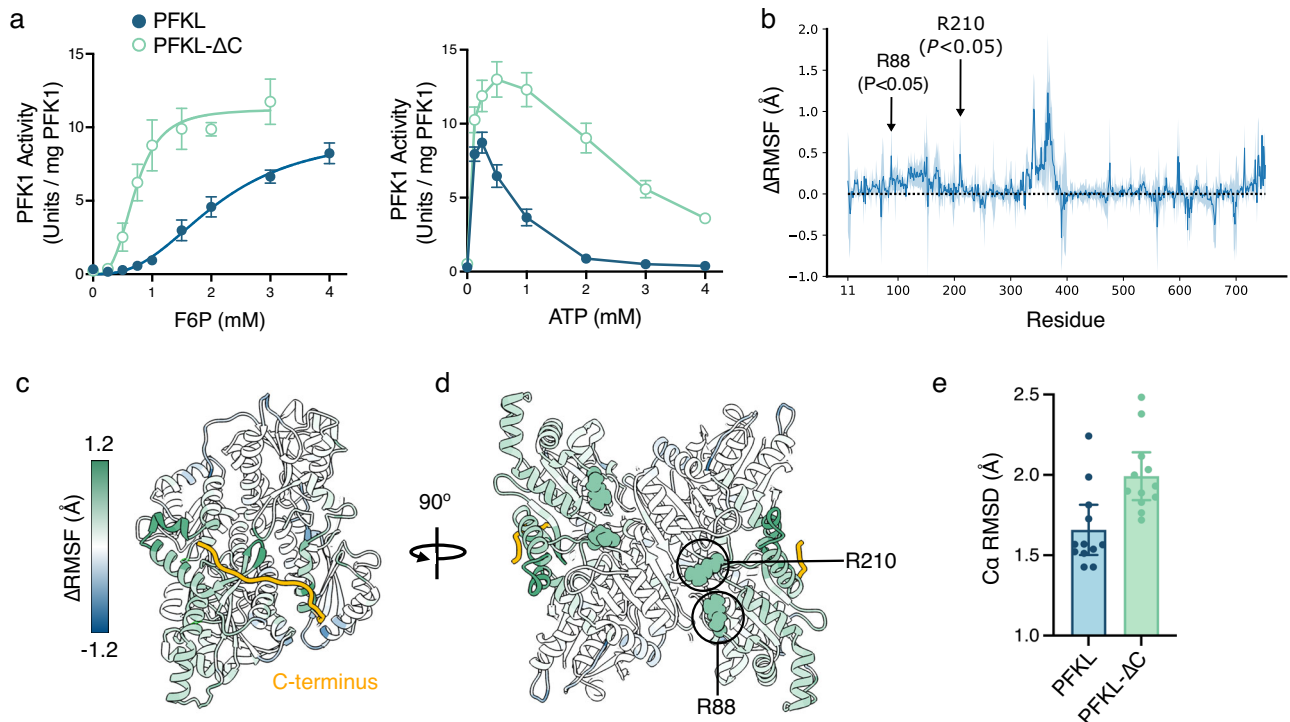 a
PFKL
PFKL-ΔC
PFK1 Activity
(Units / mg PFK1)
15
10
5
0
0
1
2
3
4
F6P (mM)
PFK1 Activity
(Units / mg PFK1)
15
10
5
0
0
1
2
3
4
ATP (mM)
b
R210
(P<0.05)
R88
(P<0.05)
ΔRMSF (Å)
2.0
1.5
1.0
0.5
0.0
−0.5
−1.0
11
100
200
300
400
500
600
700
Residue
c
ΔRMSF (Å)
1.2
-1.2
C-terminus
90º
d
R210
R88
e
Cα RMSD (Å)
2.5
2.0
1.5
1.0
PFKL
PFKL-ΔC